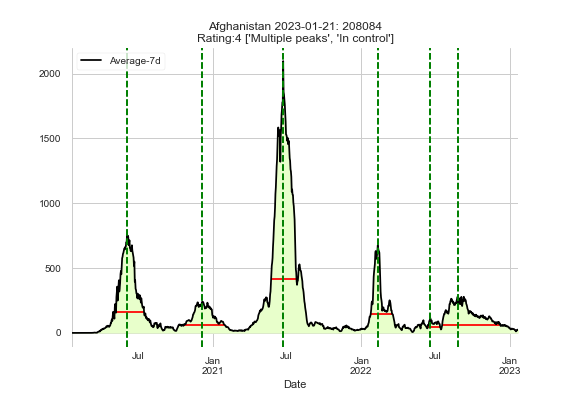 Afghanistan 2023-01-21: 208084
Rating:4 ['Multiple peaks', 'In control']
Average-7d
2000
1500
1000
500
0
Jul
Jan
2021
Jul
Jan
2022
Jul
Jan
2023
Date